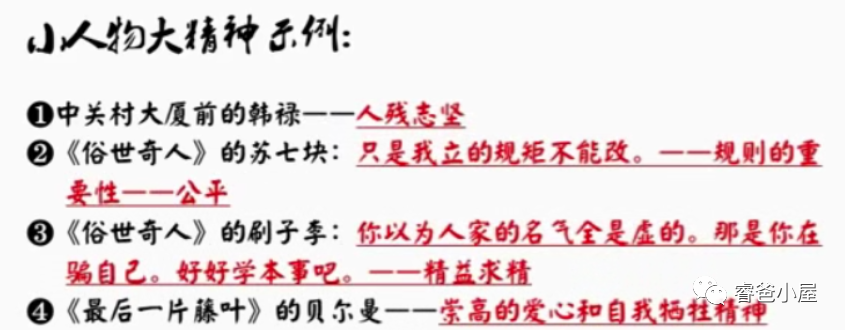 小人物大精神示例：
❶中关村大厦前的韩禄——人残志坚
❷《俗世奇人》的苏七块：只是我立的规矩不能改。——规则的重
要性——公平
❸《俗世奇人》的刷子李：你以为人家的名气全是虚的。那是你在
骗自己。好好学本事吧。——精益求精
❹《最后一片藤叶》的贝尔曼——崇高的爱心和自我牺牲精神
睿爸小屋